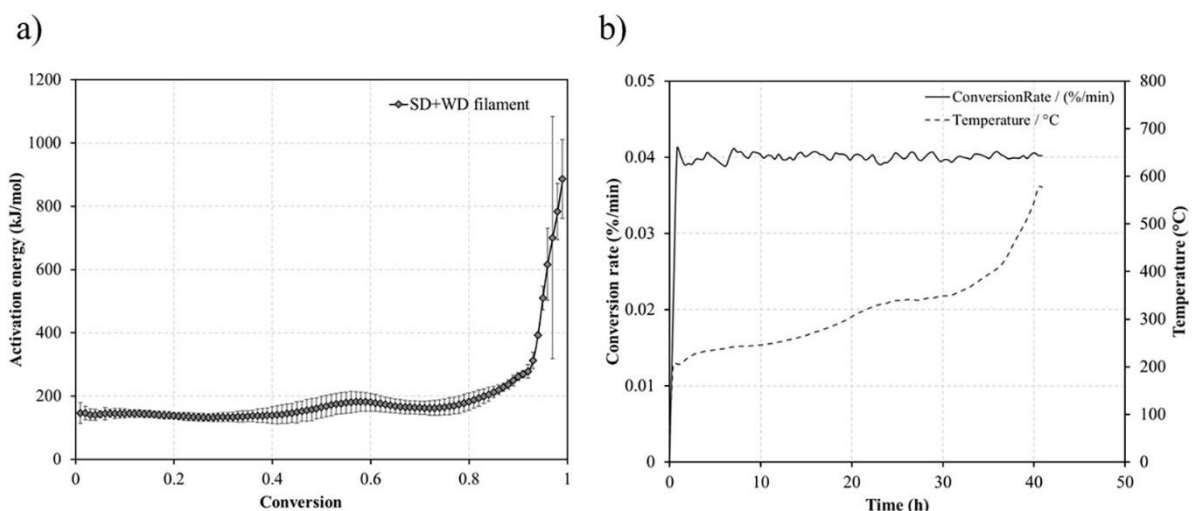 a)
1200
1000
800
600
400
200
0
Activation energy (kJ/mol)
SD+WD filament
0 0.2 0.4 0.6 0.8 1
Conversion
b)
0.05
0.04
0.03
0.02
0.01
0
Conversion rate (%/min)
ConversionRate / (%/min)
Temperature / °C
800
700
600
500
400
300
200
100
0
Temperature (°C)
0 10 20 30 40 50
Time (h)